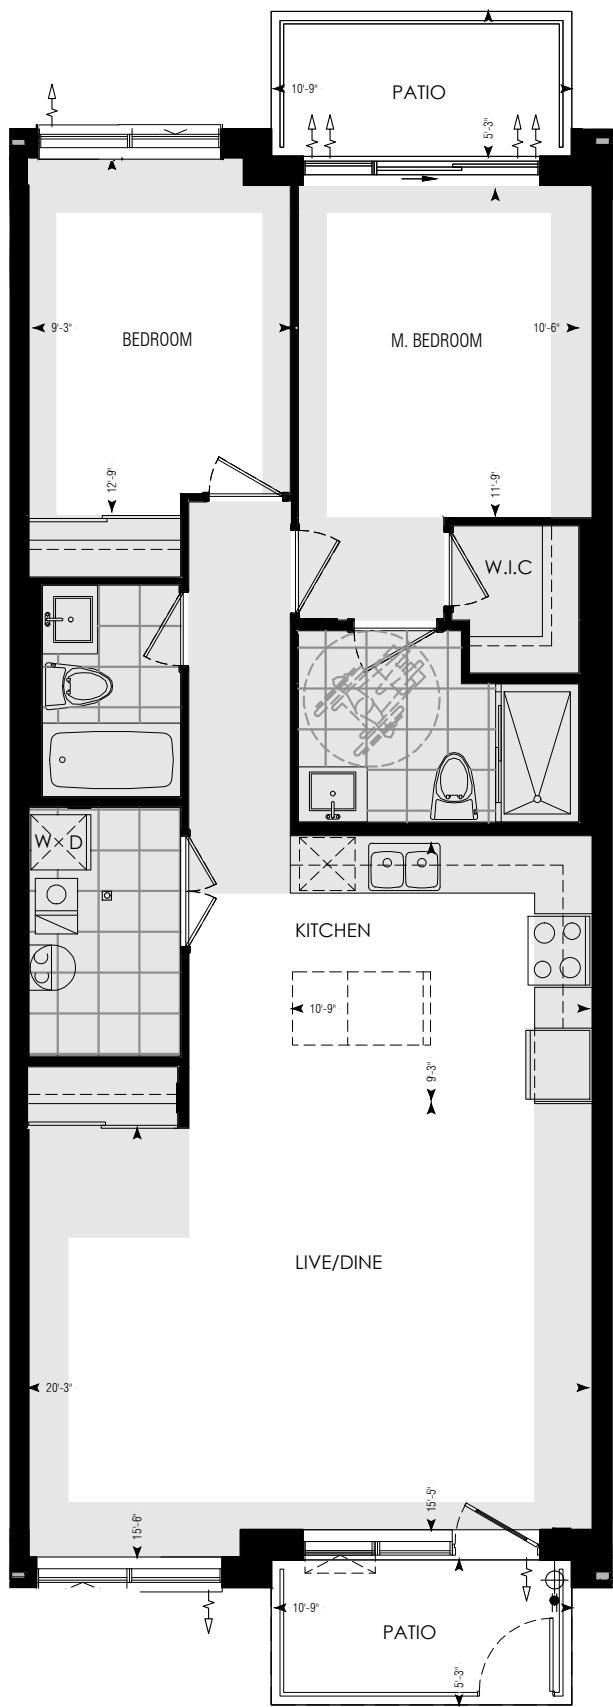 10'-9"
PATIO
5'-3"
9'-3"
BEDROOM
M. BEDROOM
10'-6"
12'-9"
11'-9"
W.I.C
W D
KITCHEN
10'-9"
9'-3"
LIVE/DINE
20'-3"
15'-6"
15'-5"
10'-9"
PATIO
5'-3"